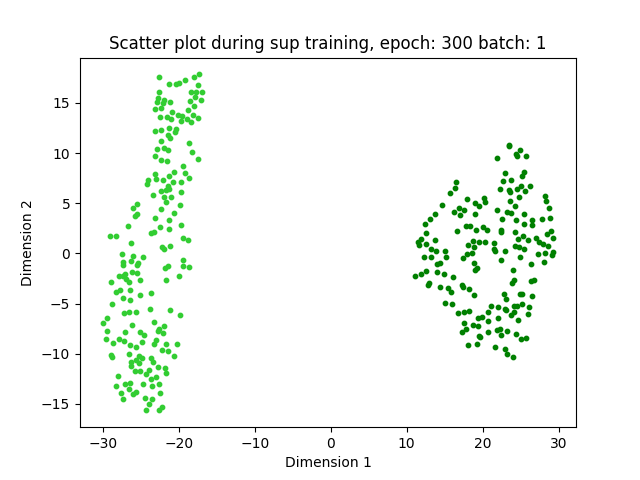 Scatter plot during sup training, epoch: 300 batch: 1
15
10
5
0
−5
−10
−15
Dimension 2
−30 −20 −10 0 10 20 30
Dimension 1